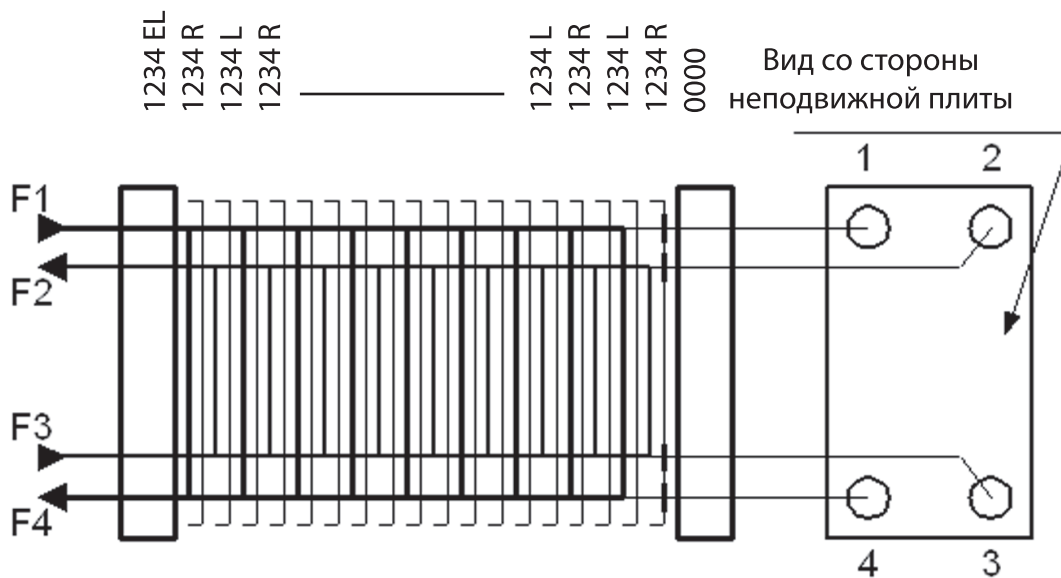 1234 EL
1234 R
1234 L
1234 R
1234 L
1234 R
1234 L
1234 R
0000
Вид со стороны
неподвижной плиты
1 2
F1
F2
F3
F4
4 3